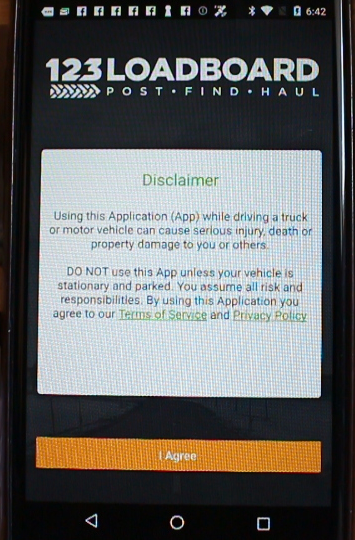 6:42
123LOADBOARD
POST • FIND • HAUL
Disclaimer
Using this Application (App) while driving a truck
or motor vehicle can cause serious injury, death or
property damage to you or others.
DO NOT use this App unless your vehicle is
stationary and parked. You assume all risk and
responsibilities. By using this Application you
agree to our Terms of Service and Privacy Policy
I Agree